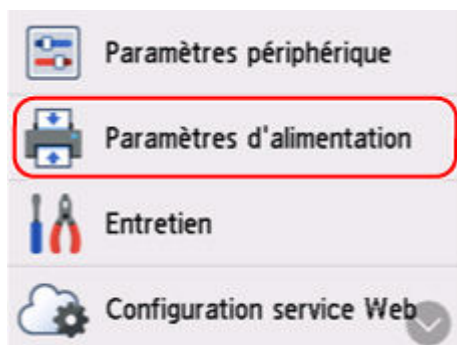 Paramètres périphérique
Paramètres d'alimentation
Entretien
Configuration service Web